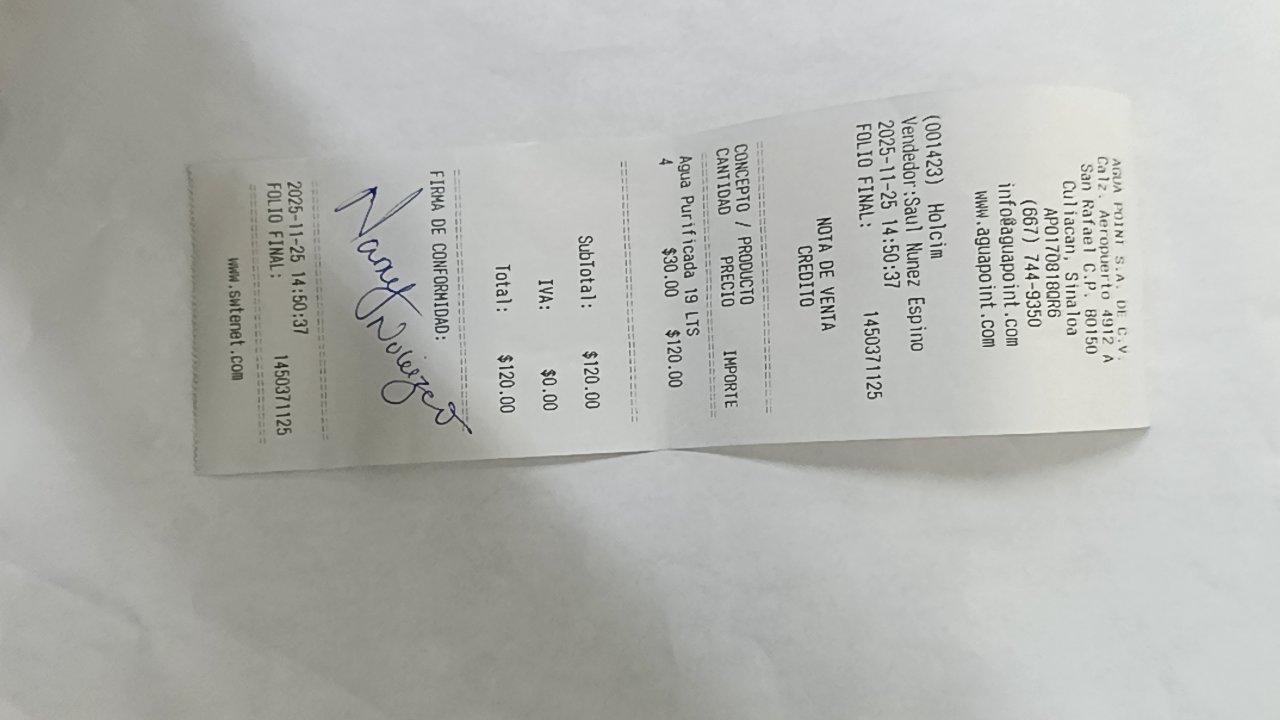 AGUA POINT S.A. DE C.V.
Calz. Aeropuerto 4912 A
San Rafael C.P. 80150
Culiacan, Sinaloa
APO170818QR6
(667) 744-9350
info@aguapoint.com
www.aguapoint.com
(001423) Holcim
Vendedor:Saul Nunez Espino
2025-11-25 14:50:37
FOLIO FINAL: 1450371125
NOTA DE VENTA
CREDITO
CONCEPTO / PRODUCTO
CANTIDAD PRECIO IMPORTE
Agua Purificada 19 LTS
4 $30.00 $120.00
SubTotal: $120.00
IVA: $0.00
Total: $120.00
FIRMA DE CONFORMIDAD:
Nancy
2025-11-25 14:50:37
FOLIO FINAL: 1450371125
www.swtenet.com